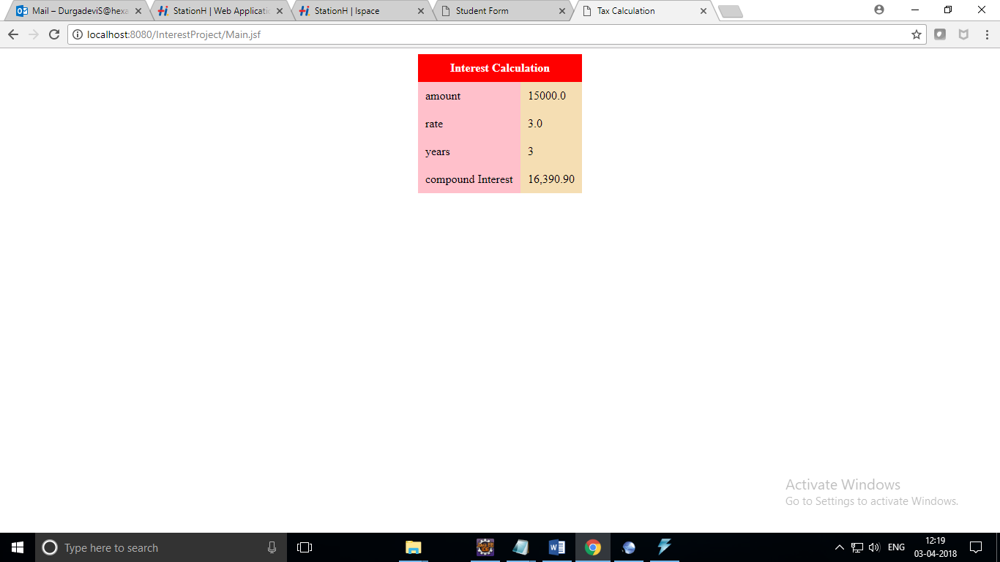 Mail – DurgadeviS@hexa
StationH | Web Applicatio
StationH | Ispace
Student Form
Tax Calculation
localhost:8080/InterestProject/Main.jsf
Interest Calculation
amount 15000.0
rate 3.0
years 3
compound Interest 16,390.90
Activate Windows
Go to Settings to activate Windows.
Type here to search
ENG
12:19
03-04-2018